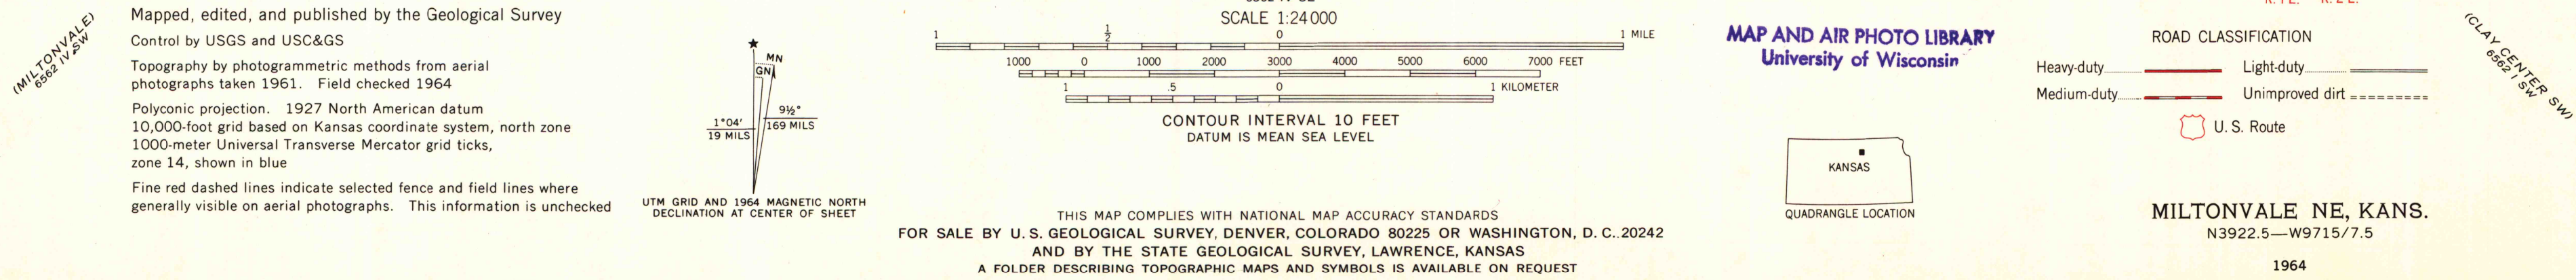 (MILTONVALE)
6562 IV SW
Mapped, edited, and published by the Geological Survey
Control by USGS and USC&GS
Topography by photogrammetric methods from aerial
photographs taken 1961. Field checked 1964
Polyconic projection. 1927 North American datum
10,000-foot grid based on Kansas coordinate system, north zone
1000-meter Universal Transverse Mercator grid ticks,
zone 14, shown in blue
Fine red dashed lines indicate selected fence and field lines where
generally visible on aerial photographs. This information is unchecked
MN
GN
1°04'
19 MILS
9½°
169 MILS
UTM GRID AND 1964 MAGNETIC NORTH
DECLINATION AT CENTER OF SHEET
SCALE 1:24 000
1 ½ 0 1 MILE
1000 0 1000 2000 3000 4000 5000 6000 7000 FEET
1 .5 0 1 KILOMETER
CONTOUR INTERVAL 10 FEET
DATUM IS MEAN SEA LEVEL
THIS MAP COMPLIES WITH NATIONAL MAP ACCURACY STANDARDS
FOR SALE BY U. S. GEOLOGICAL SURVEY, DENVER, COLORADO 80225 OR WASHINGTON, D. C. 20242
AND BY THE STATE GEOLOGICAL SURVEY, LAWRENCE, KANSAS
A FOLDER DESCRIBING TOPOGRAPHIC MAPS AND SYMBOLS IS AVAILABLE ON REQUEST
MAP AND AIR PHOTO LIBRARY
University of Wisconsin
KANSAS
QUADRANGLE LOCATION
ROAD CLASSIFICATION
Heavy-duty Light-duty
Medium-duty Unimproved dirt
U. S. Route
MILTONVALE NE, KANS.
N3922.5—W9715/7.5
1964
(CLAY CENTER SW)
6562 I SW